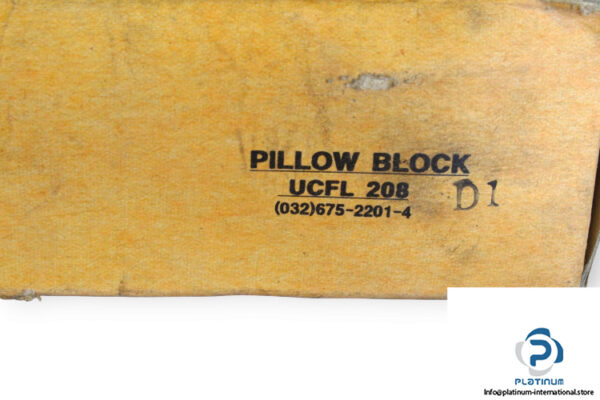 PILLOW BLOCK
UCFL 208 D1
(032)675-2201-4
PLATINUM
Info@platinum-international.store